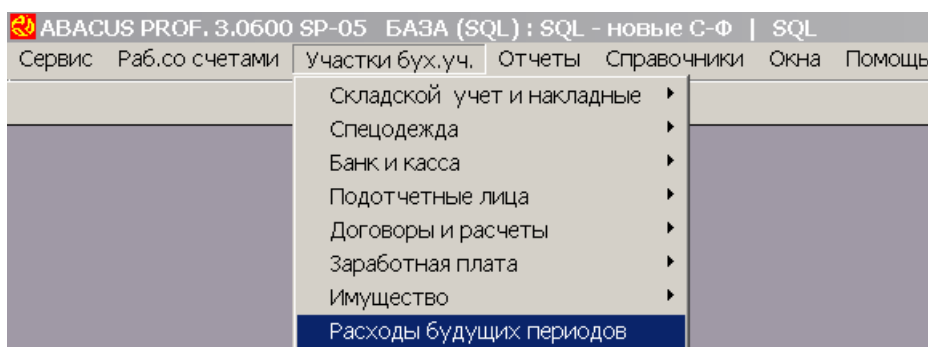 ABACUS PROF. 3.0600 SP-05 БАЗА (SQL) : SQL - новые С-Ф | SQL
Сервис Раб.со счетами Участки бух.уч. Отчеты Справочники Окна Помощь
Складской учет и накладные
Спецодежда
Банк и касса
Подотчетные лица
Договоры и расчеты
Заработная плата
Имущество
Расходы будущих периодов